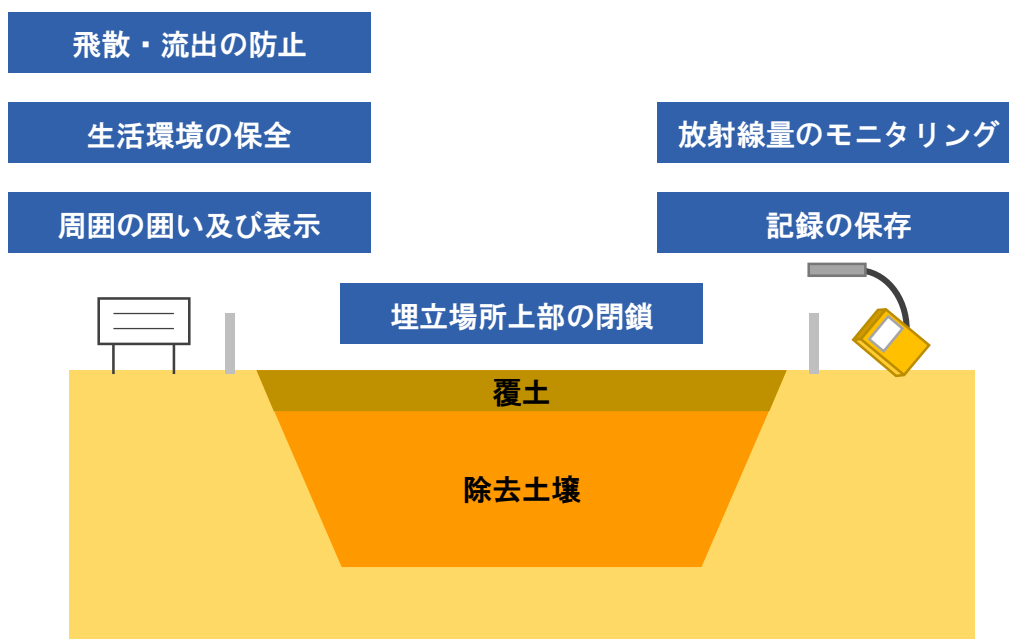 飛散・流出の防止
生活環境の保全
周囲の囲い及び表示
放射線量のモニタリング
記録の保存
埋立場所上部の閉鎖
覆土
除去土壌